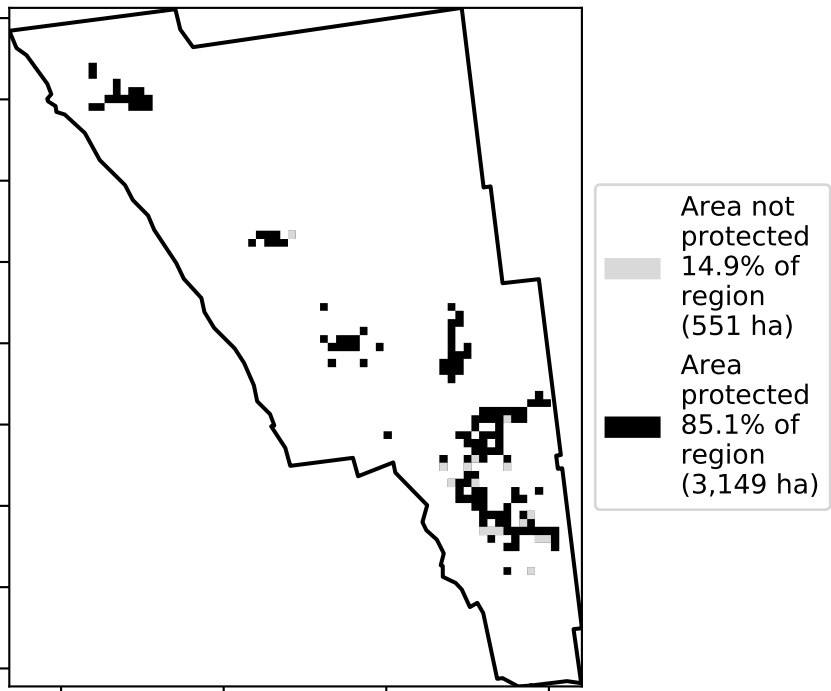 Area not
protected
14.9% of
region
(551 ha)
Area
protected
85.1% of
region
(3,149 ha)